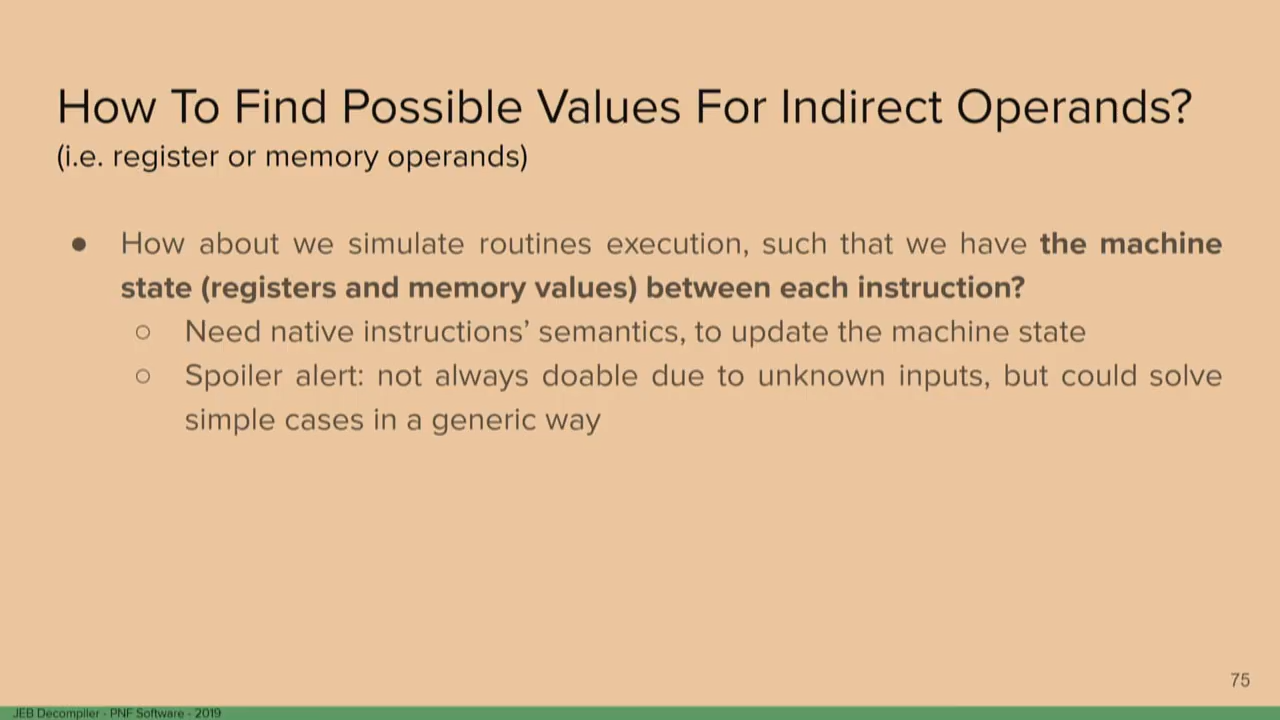 How To Find Possible Values For Indirect Operands?
(i.e. register or memory operands)
● How about we simulate routines execution, such that we have the machine
state (registers and memory values) between each instruction?
○ Need native instructions’ semantics, to update the machine state
○ Spoiler alert: not always doable due to unknown inputs, but could solve
simple cases in a generic way
75
JEB Decompiler - PNF Software - 2019